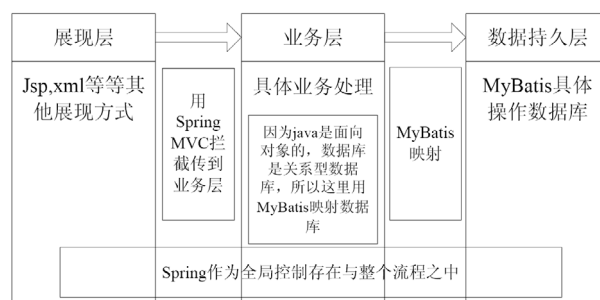 展现层
业务层
数据持久层
Jsp,xml等等其
他展现方式
用
Spring
MVC拦
截传到
业务层
具体业务处理
因为java是面向
对象的，数据库
是关系型数据
库，所以这里用
MyBatis映射数据
库
MyBatis
映射
MyBatis具体
操作数据库
Spring作为全局控制存在与整个流程之中